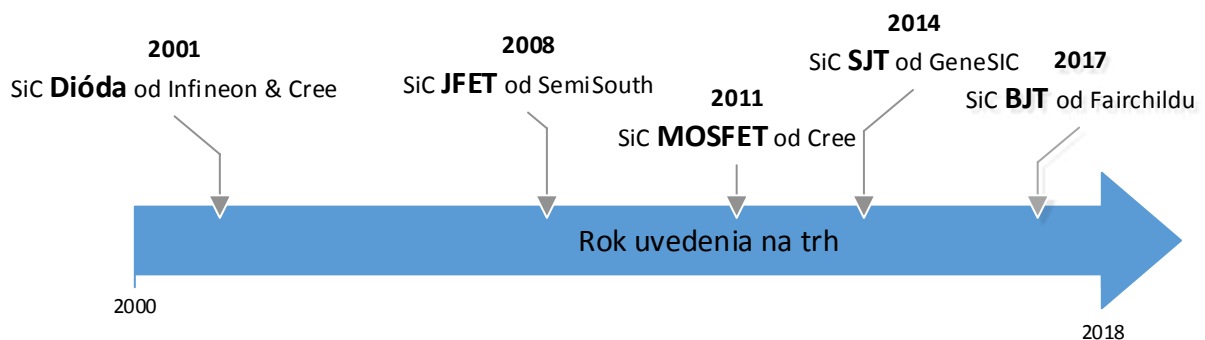 2001
SiC Dióda od Infineon & Cree
2008
SiC JFET od SemiSouth
2011
SiC MOSFET od Cree
2014
SiC SJT od GeneSIC
2017
SiC BJT od Fairchildu
Rok uvedenia na trh
2000
2018